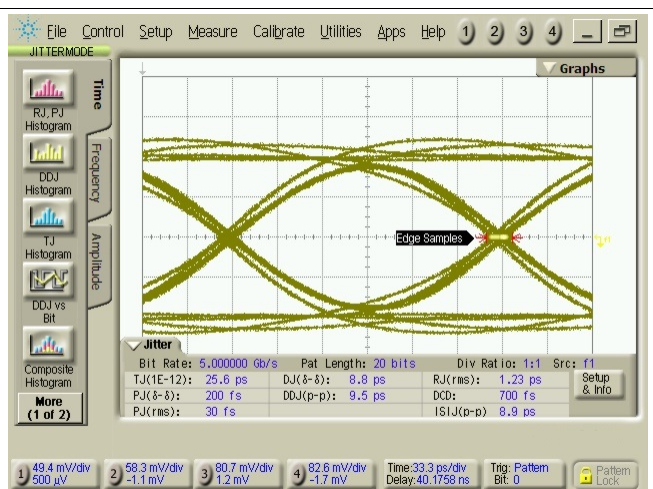 File Control Setup Measure Calibrate Utilities Apps Help 1 2 3 4
JITTERMODE
Graphs
Time
Frequency
Amplitude
RJ, PJ
Histogram
DDJ
Histogram
TJ
Histogram
DDJ vs
Bit
Composite
Histogram
More
(1 of 2)
Edge Samples
Jitter
Bit Rate: 5.000000 Gb/s Pat Length: 20 bits Div Ratio: 1:1 Src: f1
TJ(1E-12): 25.6 ps DJ(δ-δ): 8.8 ps RJ(rms): 1.23 ps
PJ(δ-δ): 200 fs DDJ(p-p): 9.5 ps DCD: 700 fs
PJ(rms): 30 fs ISIJ(p-p) 8.9 ps
Setup
& Info
1 49.4 mV/div
500 µV
2 58.3 mV/div
-1.1 mV
3 80.7 mV/div
1.2 mV
4 82.6 mV/div
-1.7 mV
Time:33.3 ps/div
Delay:40.1758 ns
Trig: Pattern
Bit: 0
Pattern
Lock